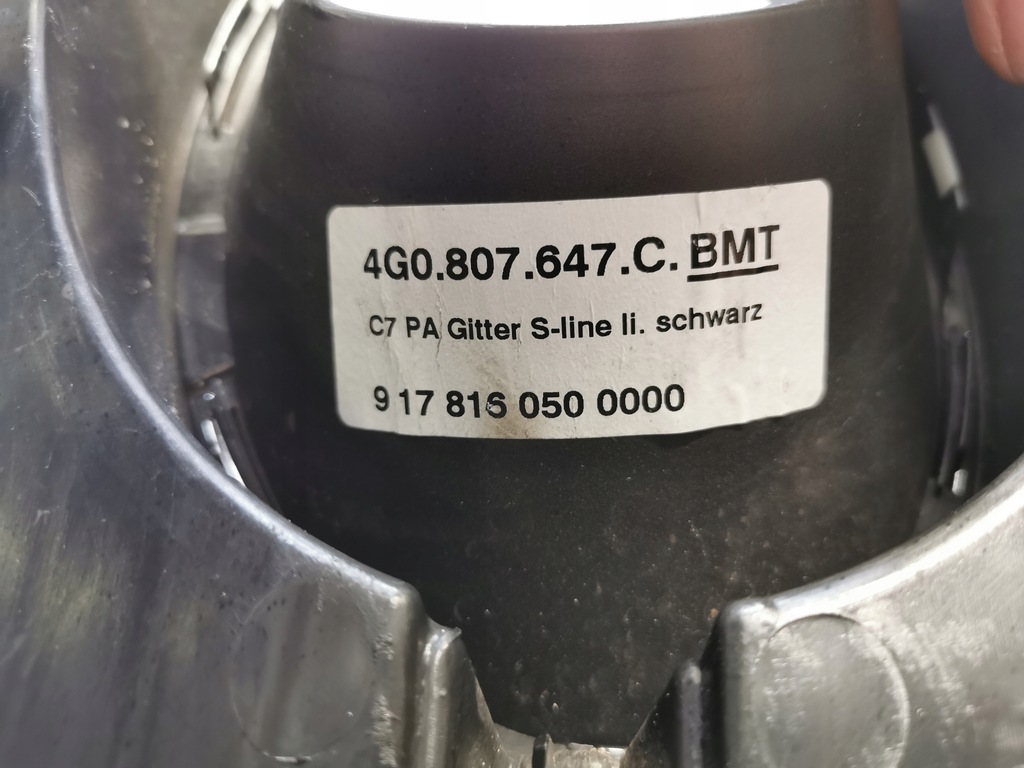 4G0.807.647.C.BMT
C7 PA Gitter S-line li. schwarz
9 17 816 050 0000